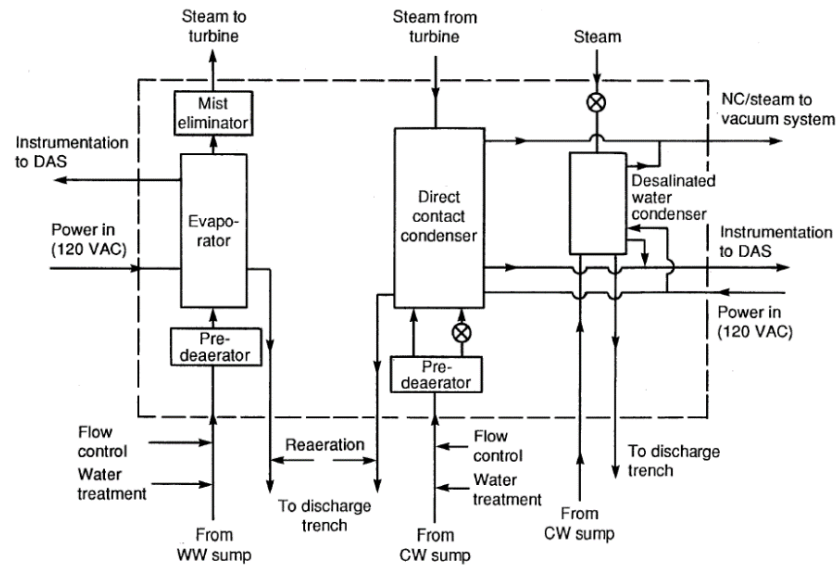 Steam to
turbine
Steam from
turbine
Steam
Mist
eliminator
NC/steam to
vacuum system
Instrumentation
to DAS
Evapo-
rator
Direct
contact
condenser
Desalinated
water
condenser
Power in
(120 VAC)
Instrumentation
to DAS
Power in
(120 VAC)
Pre-
deaerator
Pre-
deaerator
Flow
control
Reaeration
Flow
control
To discharge
trench
Water
treatment
To discharge
trench
Water
treatment
From
WW sump
From
CW sump
From
CW sump